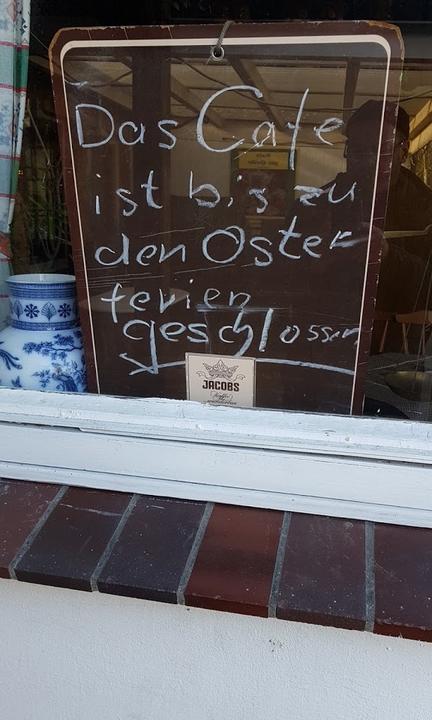 Das Cafe
ist bis zu
den Oster
ferien
geschlossen
JACOBS